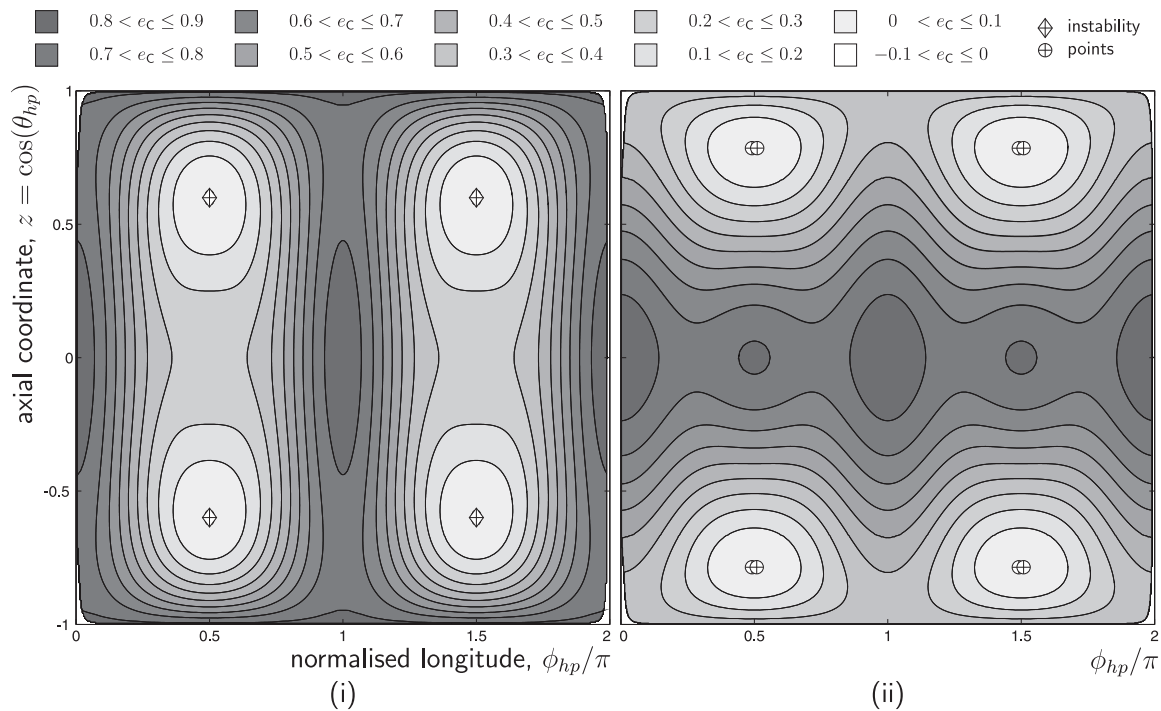 0.8 < e_C ≤ 0.9 0.6 < e_C ≤ 0.7 0.4 < e_C ≤ 0.5 0.2 < e_C ≤ 0.3 0 < e_C ≤ 0.1 instability
0.7 < e_C ≤ 0.8 0.5 < e_C ≤ 0.6 0.3 < e_C ≤ 0.4 0.1 < e_C ≤ 0.2 −0.1 < e_C ≤ 0 points
axial coordinate, z = cos(θ_hp)
1
0.5
0
-0.5
-1
0 0.5 1 1.5 2
normalised longitude, ϕ_hp/π
(i)
0 0.5 1 1.5 2
ϕ_hp/π
(ii)